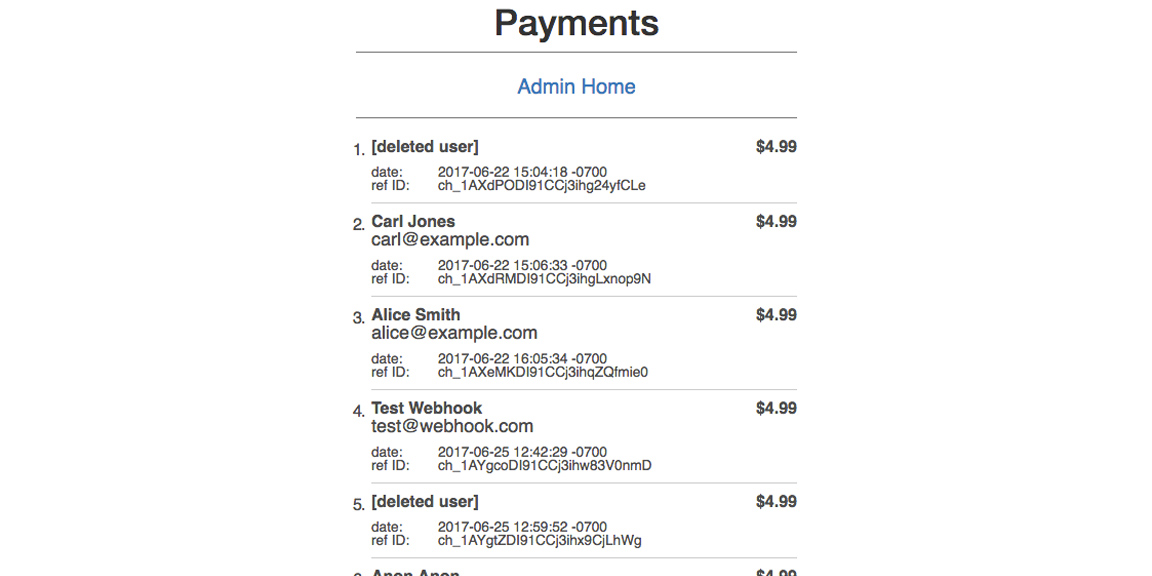 Payments
Admin Home
1. [deleted user] $4.99
date: 2017-06-22 15:04:18 -0700
ref ID: ch_1AXdPODI91CCj3ihg24yfCLe
2. Carl Jones $4.99
carl@example.com
date: 2017-06-22 15:06:33 -0700
ref ID: ch_1AXdRMDI91CCj3ihgLxnop9N
3. Alice Smith $4.99
alice@example.com
date: 2017-06-22 16:05:34 -0700
ref ID: ch_1AXeMKDI91CCj3ihqZQfmie0
4. Test Webhook $4.99
test@webhook.com
date: 2017-06-25 12:42:29 -0700
ref ID: ch_1AYgcoDI91CCj3ihw83V0nmD
5. [deleted user] $4.99
date: 2017-06-25 12:59:52 -0700
ref ID: ch_1AYgtZDI91CCj3ihx9CjLhWg
Anon Anon $4.99